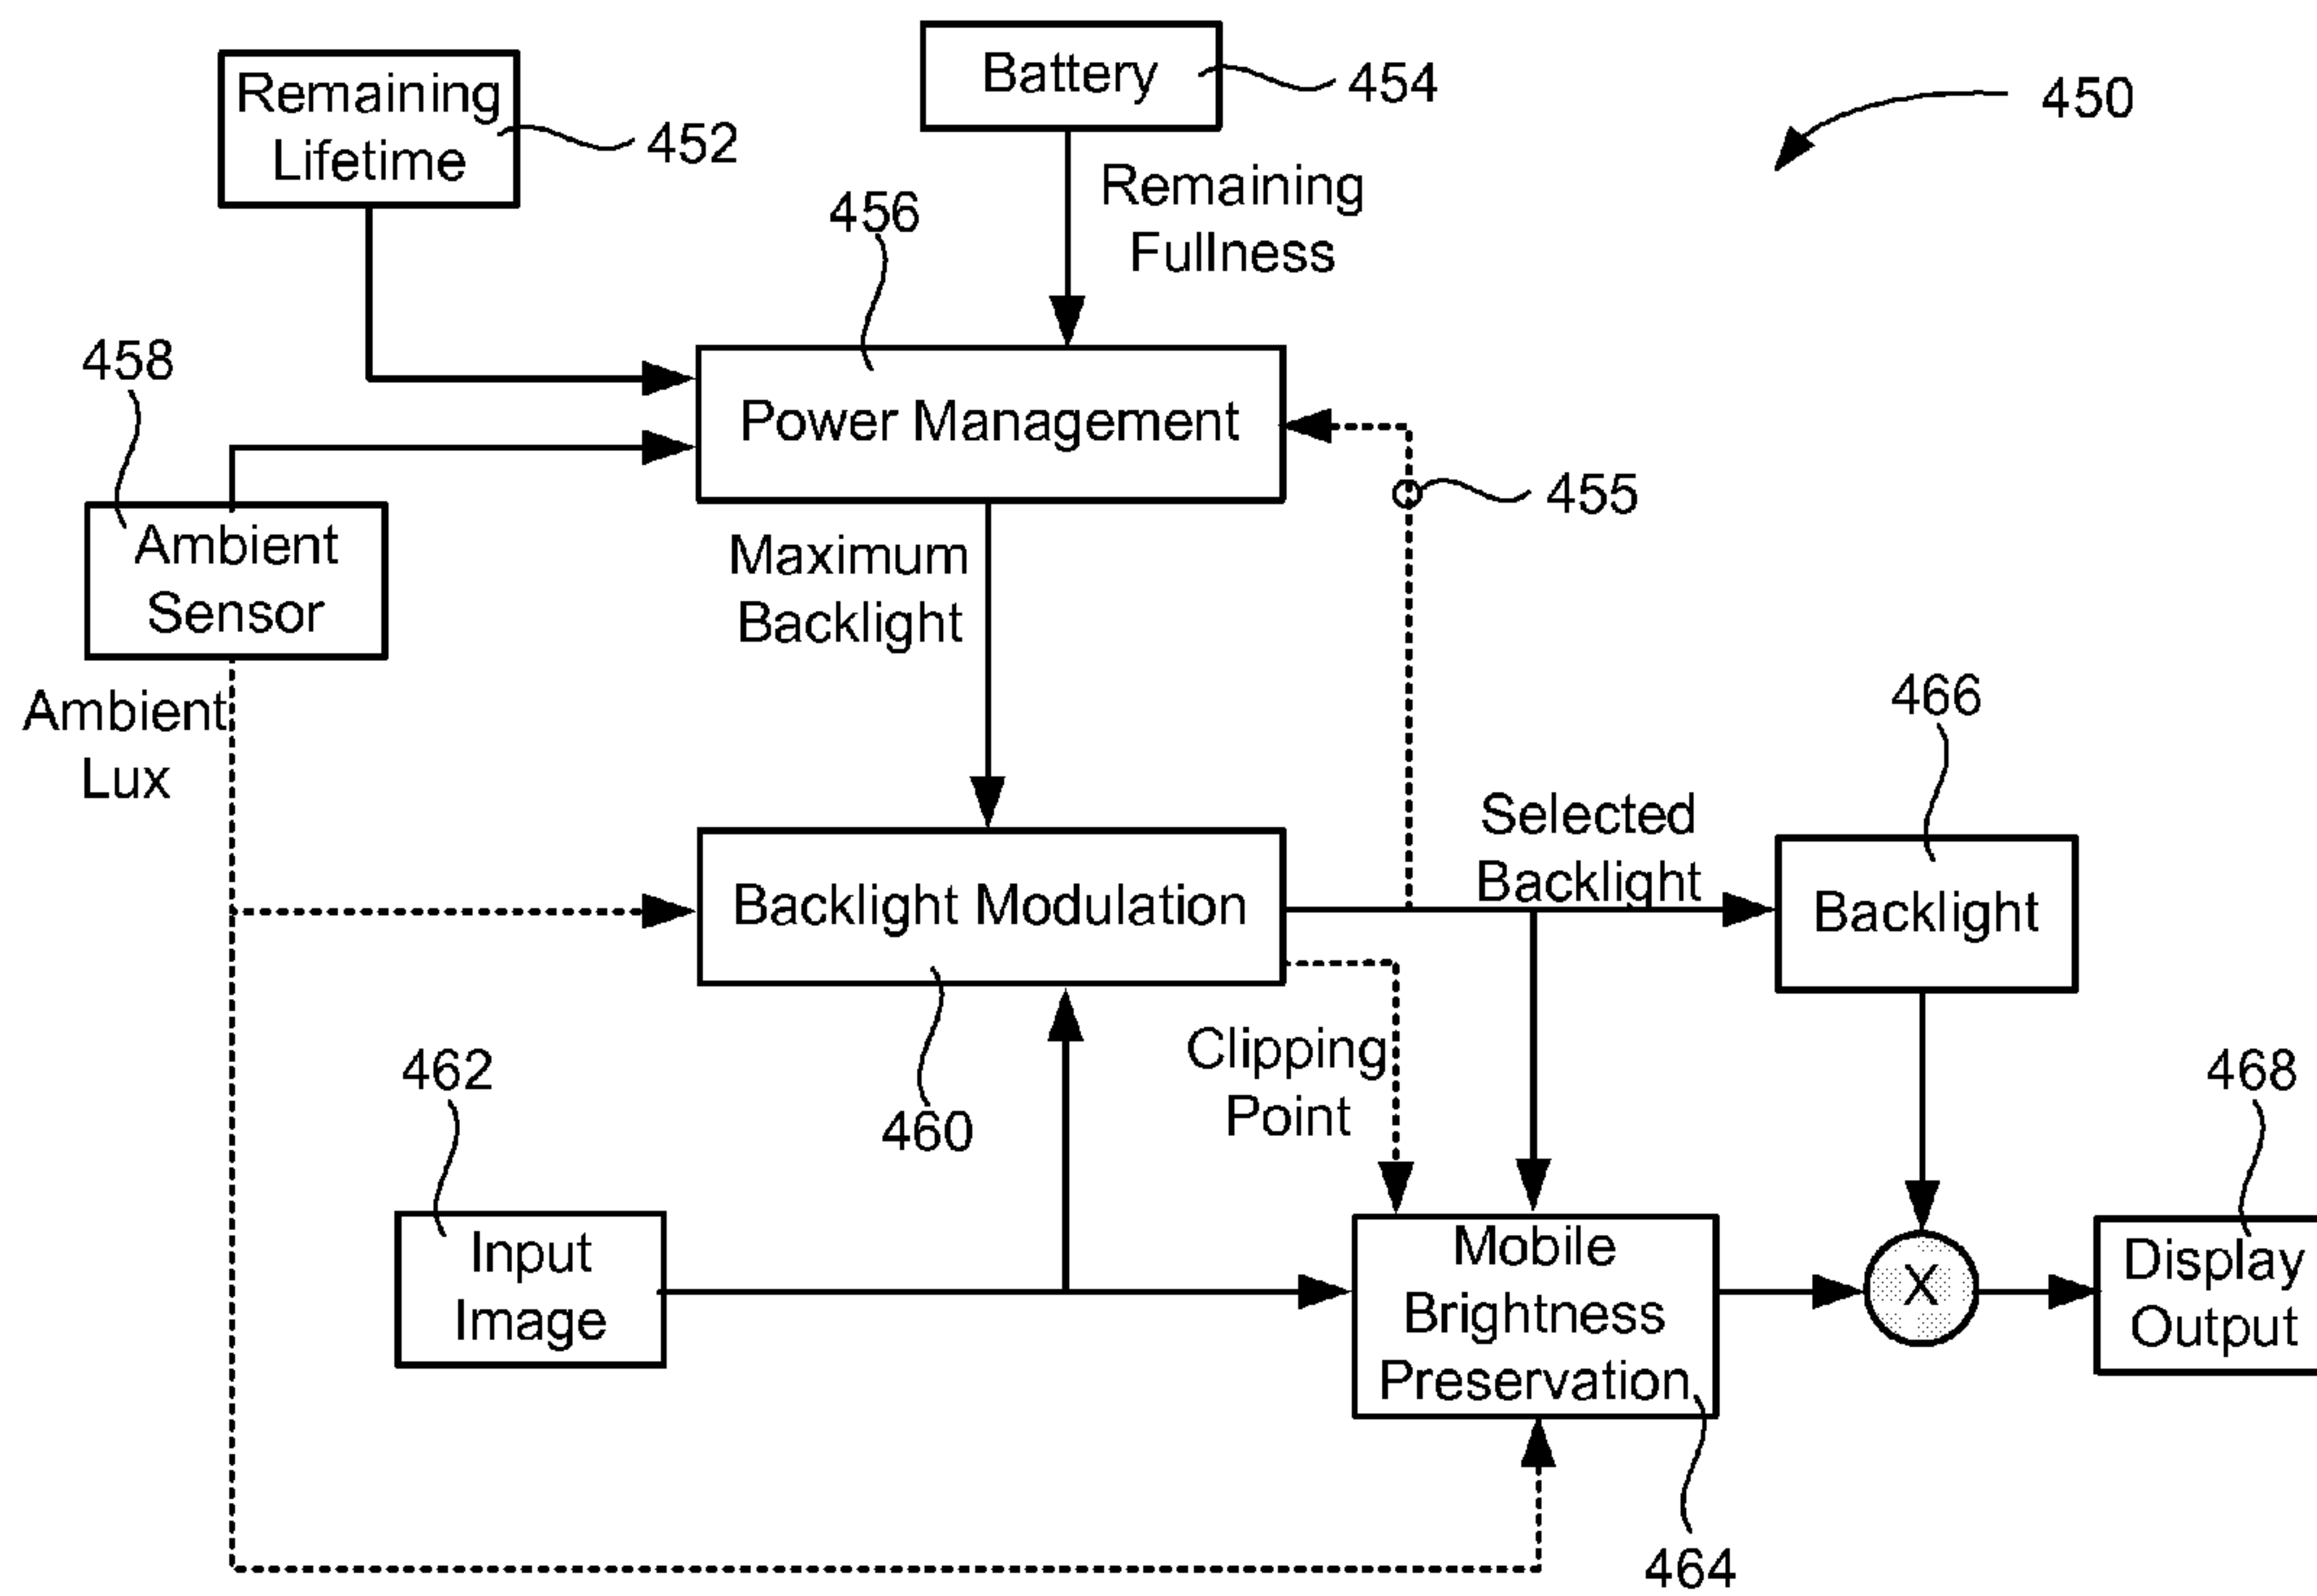 Remaining
Lifetime
452
Battery
454
450
Remaining
Fullness
456
458
Power Management
455
Ambient
Sensor
Maximum
Backlight
Ambient
Lux
466
Selected
Backlight
Backlight Modulation
Backlight
462
460
Clipping
Point
468
Input
Image
Mobile
Brightness
Preservation
X
Display
Output
464